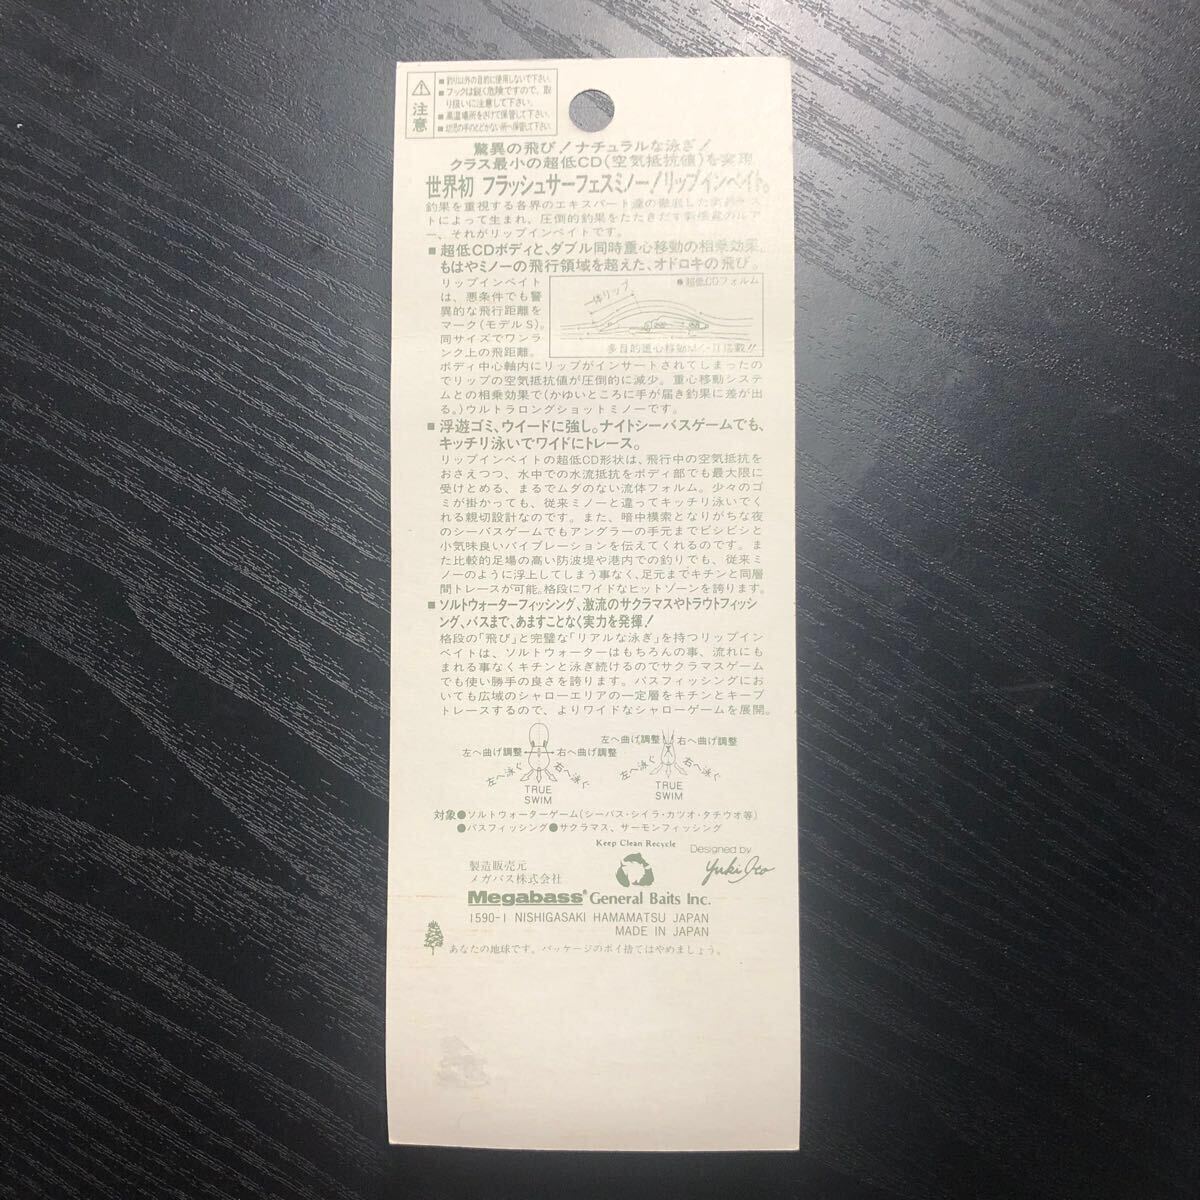 注意
■釣り以外の目的に使用しないで下さい。
■フックは鋭く危険ですので、取
り扱いに注意して下さい。
■高温場所をさけて保管して下さい。
■幼児の手のとどかない所へ保管して下さい。
驚異の飛び!ナチュラルな泳ぎ!
クラス最小の超低CD(空気抵抗値)を実現
世界初 フラッシュサーフェスミノー!リップインベイト。
釣果を重視する各界のエキスパート達の徹底した
によって生まれ、圧倒的釣果をたたきだす
ー、それがリップインベイトです。
■超低CDボディと、ダブル同時重心移動の相乗効果。
もはやミノーの飛行領域を超えた、オドロキの飛び。
リップインベイト
は、悪条件でも驚
異的な飛行距離を
マーク(モデルS)。
同サイズでワンラ
ンク上の飛距離。
●超低CDフォルム
一体リップ
多目的重心移動 搭載!!
ボディ中心軸内にリップがインサートされてしまったの
でリップの空気抵抗値が圧倒的に減少。重心移動システ
ムとの相乗効果で(かゆいところに手が届き釣果に差が出
る。)ウルトラロングショットミノーです。
■浮遊ゴミ、ウイードに強し。ナイトシーバスゲームでも、
キッチリ泳いでワイドにトレース。
リップインベイトの超低CD形状は、飛行中の空気抵抗を
おさえつつ、水中での水流抵抗をボディ部でも最大限に
受けとめる、まるでムダのない流体フォルム。少々のゴ
ミが掛かっても、従来ミノーと違ってキッチリ泳いでく
れる親切設計なのです。また、暗中模索となりがちな夜
のシーバスゲームでもアングラーの手元までビシビシと
小気味良いバイブレーションを伝えてくれるのです。ま
た比較的足場の高い防波堤や港内での釣りでも、従来ミ
ノーのように浮上してしまう事なく、足元までキチンと同層
間トレースが可能。格段にワイドなヒットゾーンを誇ります。
■ソルトウォーターフィッシング、激流のサクラマスやトラウトフィッシ
ング、バスまで、あますことなく実力を発揮!
格段の「飛び」と完璧な「リアルな泳ぎ」を持つリップイン
ベイトは、ソルトウォーターはもちろんの事、流れにも
まれる事なくキチンと泳ぎ続けるのでサクラマスゲーム
でも使い勝手の良さを誇ります。バスフィッシングにお
いても広域のシャローエリアの一定層をキチンとキープ
トレースするので、よりワイドなシャローゲームを展開。
左へ曲げ調整 右へ曲げ調整
左へ泳ぐ 右へ泳ぐ
TRUE
SWIM
左へ曲げ調整 右へ曲げ調整
左へ泳ぐ 右へ泳ぐ
TRUE
SWIM
対象●ソルトウォーターゲーム(シーバス・シイラ・カツオ・タチウオ等)
●バスフィッシング●サクラマス、サーモンフィッシング
Keep Clean Recycle
Designed by
Yuki Ito
製造販売元
メガバス株式会社
Megabass® General Baits Inc.
1590-1 NISHIGASAKI HAMAMATSU JAPAN
MADE IN JAPAN
あなたの地球です。パッケージのポイ捨てはやめましょう。